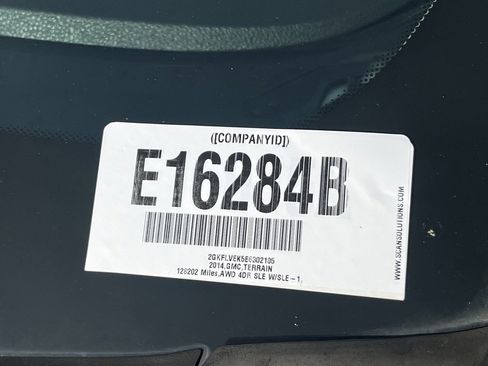 ([COMPANYID])
E16284B
2GKFLVEK5E6302105
2014,GMC,TERRAIN
128202 Miles,AWD 4DR SLE W/SLE-1,
WWW.SCANSOLUTIONS.COM